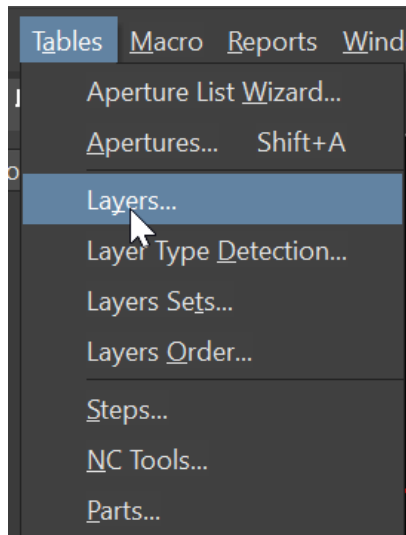 Tables Macro Reports Wind
Aperture List Wizard...
Apertures... Shift+A
Layers...
Layer Type Detection...
Layers Sets...
Layers Order...
Steps...
NC Tools...
Parts...